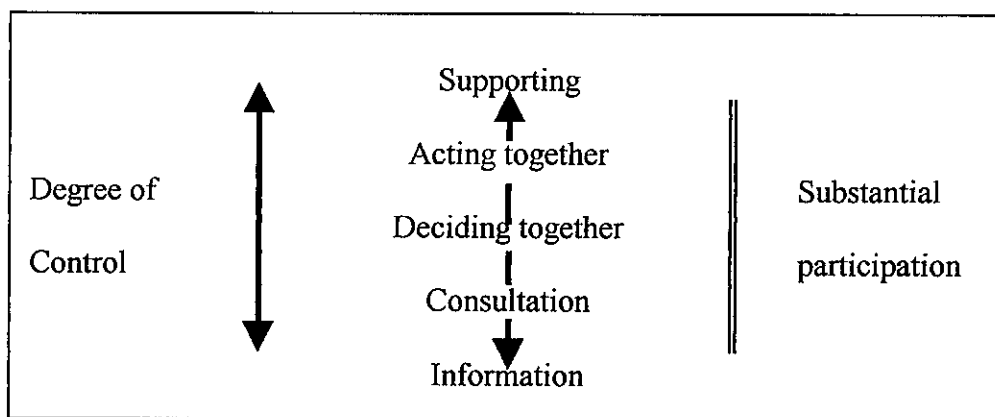 Supporting
Acting together
Degree of
Substantial
Deciding together
Control
participation
Consultation
Information